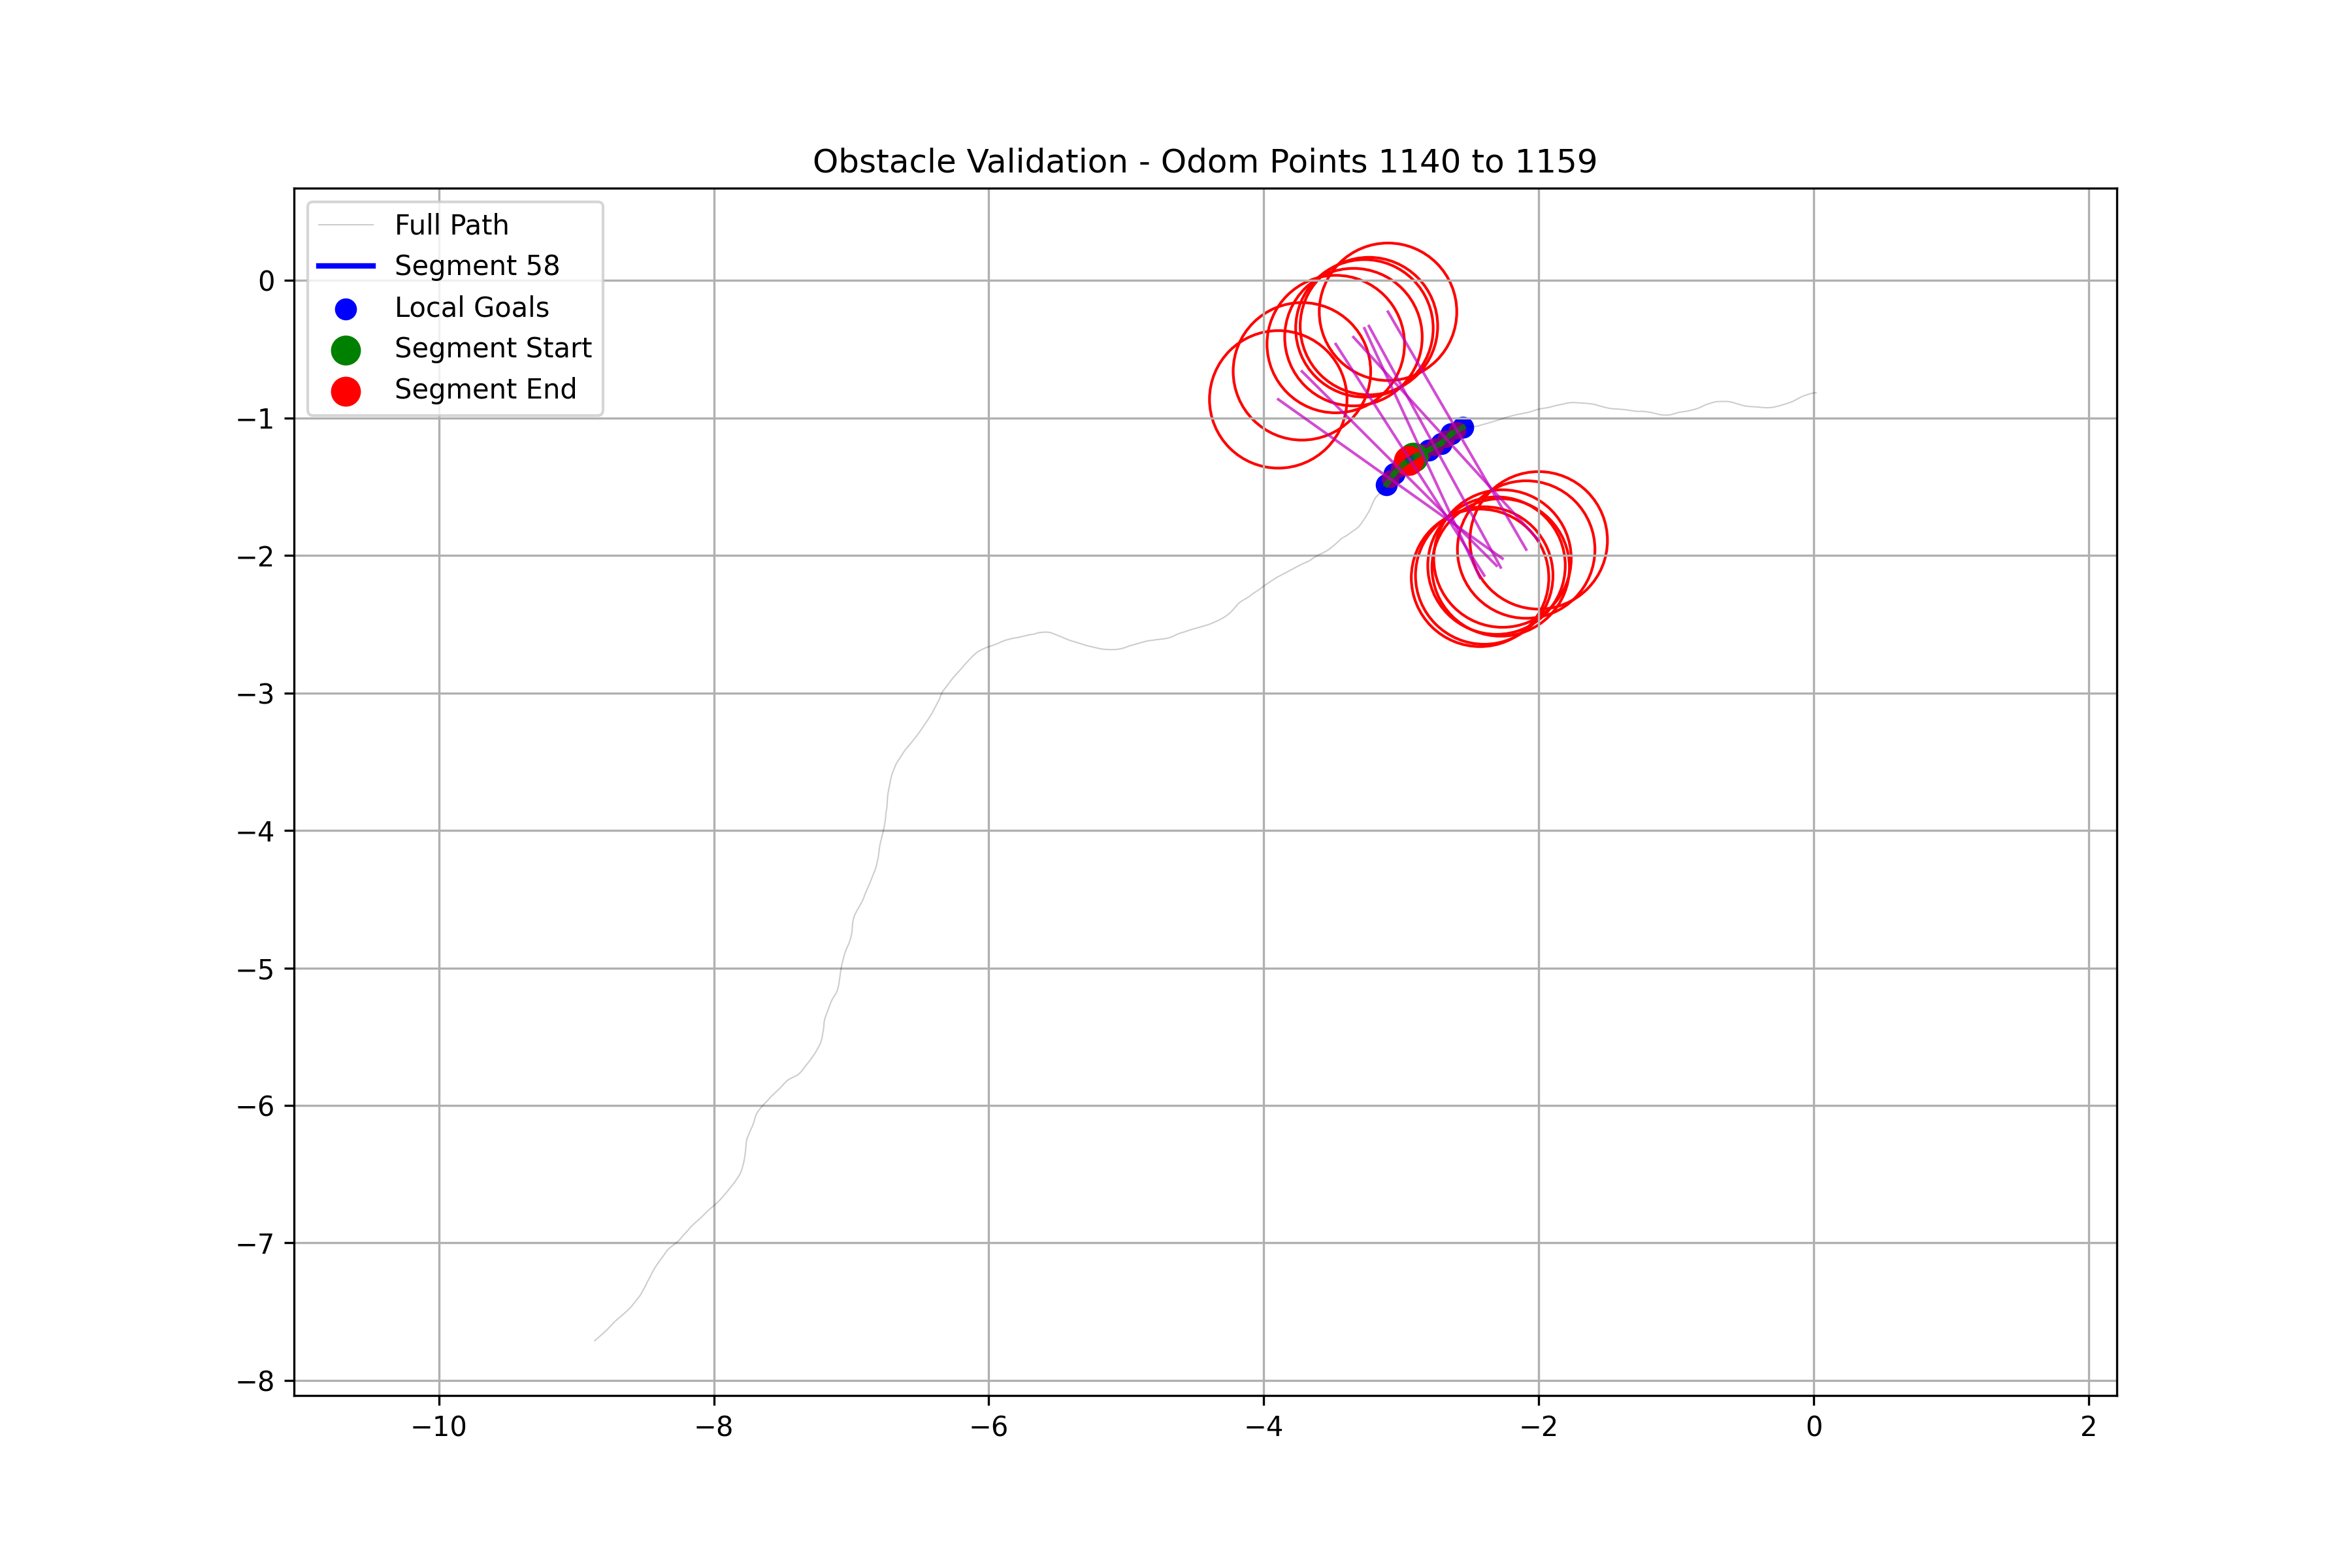 Obstacle Validation - Odom Points 1140 to 1159
Full Path
Segment 58
Local Goals
Segment Start
Segment End
0
−1
−2
−3
−4
−5
−6
−7
−8
−10
−8
−6
−4
−2
0
2